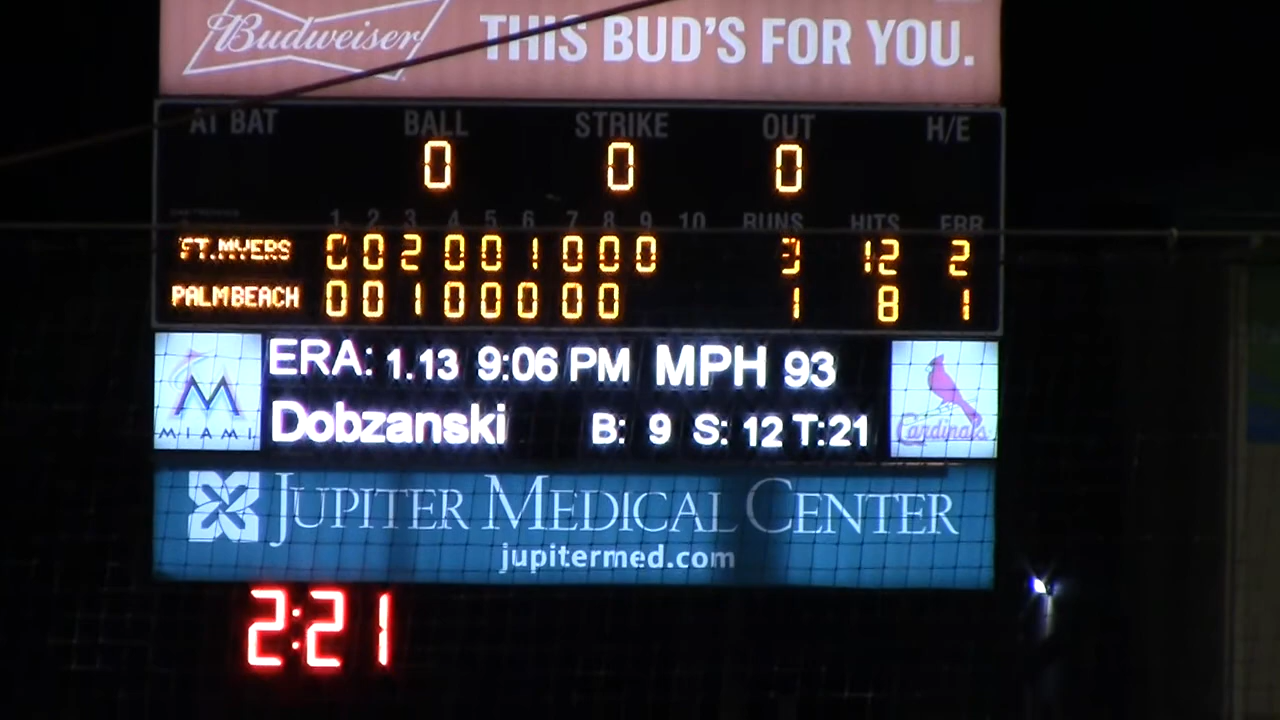 Budweiser THIS BUD'S FOR YOU.
AT BAT BALL STRIKE OUT H/E
0 0 0
1 2 3 4 5 6 7 8 9 10 RUNS HITS ERR
FT.MYERS 0 0 2 0 0 1 0 0 0 3 12 2
PALM BEACH 0 0 1 0 0 0 0 0 1 8 1
ERA: 1.13 9:06 PM MPH 93
Dobzanski B: 9 S: 12 T:21
MIAMI
Cardinals
JUPITER MEDICAL CENTER
jupitermed.com
2:21